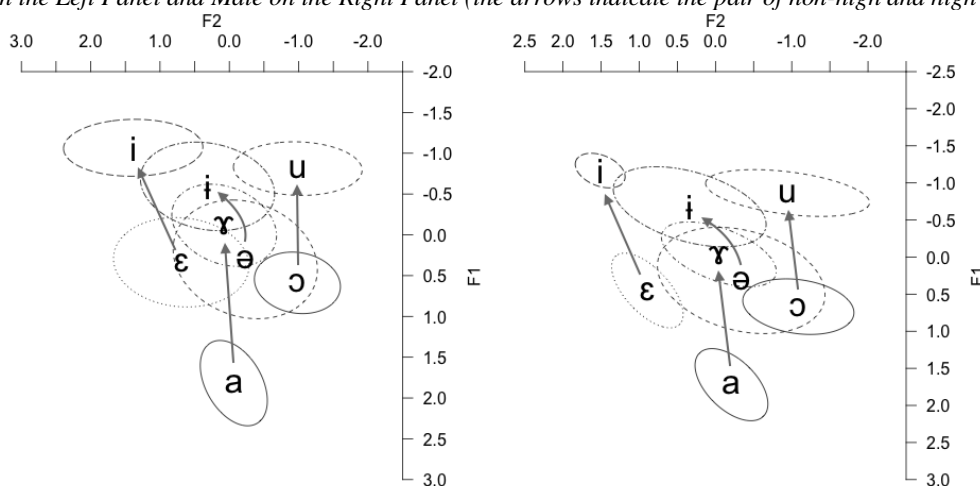 in the Left Panel and Male on the Right Panel (the arrows indicate the pair of non-high and high
F2
3.0 2.0 1.0 0.0 -1.0 -2.0
-2.0
-1.5
-1.0
-0.5
0.0
0.5
1.0
1.5
2.0
2.5
3.0
F1
i
ɨ
u
ɤ
ɛ
ə
ɔ
a
F2
2.5 2.0 1.5 1.0 0.5 0.0 -1.0 -2.0
-2.5
-2.0
-1.5
-1.0
-0.5
0.0
0.5
1.0
1.5
2.0
2.5
3.0
F1
i
ɨ
u
ɤ
ɛ
ə
ɔ
a